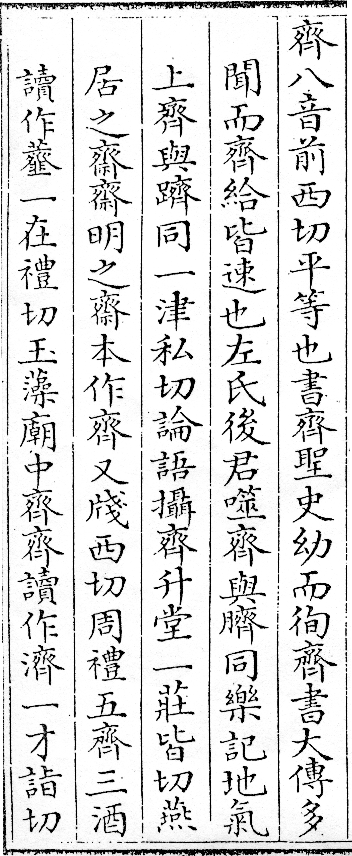 齊八音前西切平等也書齊聖史幼而徇齊書大傳多
聞而齊給皆速也左氏後君噬齊與臍同樂記地氣
上齊與躋同一津私切論語攝齊升堂一莊皆切燕
居之齋齋明之齋本作齊又牋西切周禮五齊三酒
讀作虀一在禮切玉藻廟中齊齊讀作濟一才詣切